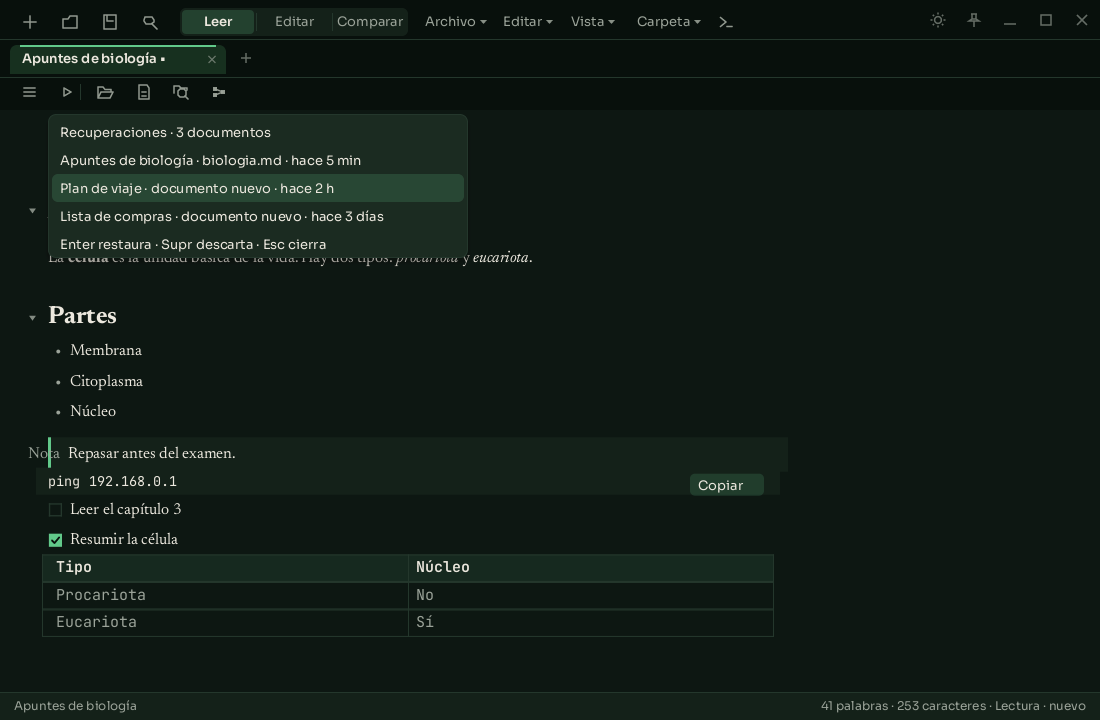 Leer Editar Comparar Archivo Editar Vista Carpeta
Apuntes de biología •
Recuperaciones · 3 documentos
Apuntes de biología · biologia.md · hace 5 min
Plan de viaje · documento nuevo · hace 2 h
Lista de compras · documento nuevo · hace 3 días
Enter restaura · Supr descarta · Esc cierra
La célula es la unidad básica de la vida. Hay dos tipos: procariota y eucariota.
Partes
• Membrana
• Citoplasma
• Núcleo
Nota Repasar antes del examen.
ping 192.168.0.1
Copiar
Leer el capítulo 3
Resumir la célula
Tipo Núcleo
Procariota No
Eucariota Sí
Apuntes de biología 41 palabras · 253 caracteres · Lectura · nuevo